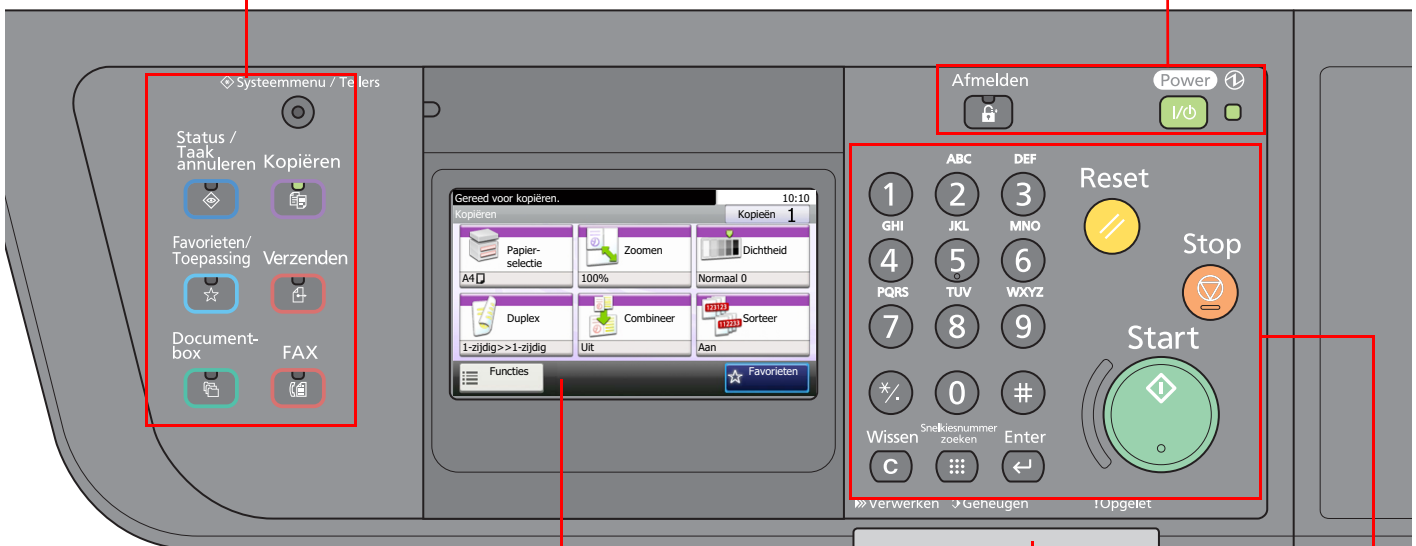 Systeemmenu / Tellers
Status /
Taak
annuleren
Kopiëren
Favorieten/
Toepassing
Verzenden
Document-
box
FAX
Gereed voor kopiëren.
10:10
Kopiëren
Kopieën 1
Papier-
selectie
A4
Zoomen
100%
Dichtheid
Normaal 0
Duplex
1-zijdig>>1-zijdig
Combineer
Uit
123123
112233
Sorteer
Aan
Functies
Favorieten
Afmelden
Power
I/
ABC DEF
1 2 3
GHI JKL MNO
4 5 6
PQRS TUV WXYZ
7 8 9
*/. 0 #
Wissen
Snelkiesnummer
zoeken
Enter
C
Reset
Stop
Start
Verwerken
Geheugen
!Opgelet